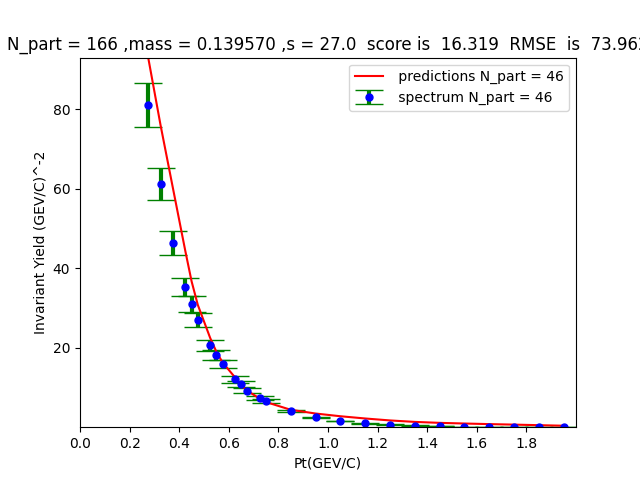 N_part = 166 ,mass = 0.139570 ,s = 27.0  score is  16.319  RMSE  is
predictions N_part = 46
spectrum N_part = 46
Invariant Yield (GEV/C)^-2
80
60
40
20
0.0 0.2 0.4 0.6 0.8 1.0 1.2 1.4 1.6 1.8
Pt(GEV/C)